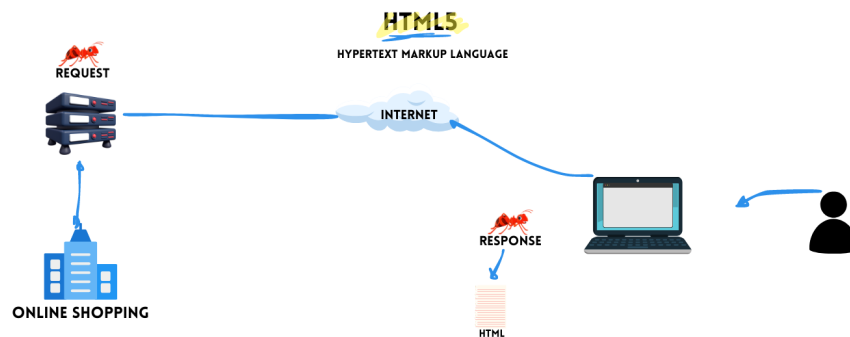 HTML5
HYPERTEXT MARKUP LANGUAGE
REQUEST
INTERNET
RESPONSE
ONLINE SHOPPING
HTML